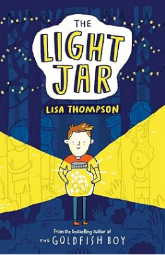 THE
LIGHT
JAR
LISA THOMPSON
From the bestselling author of
THE GOLDFISH BOY